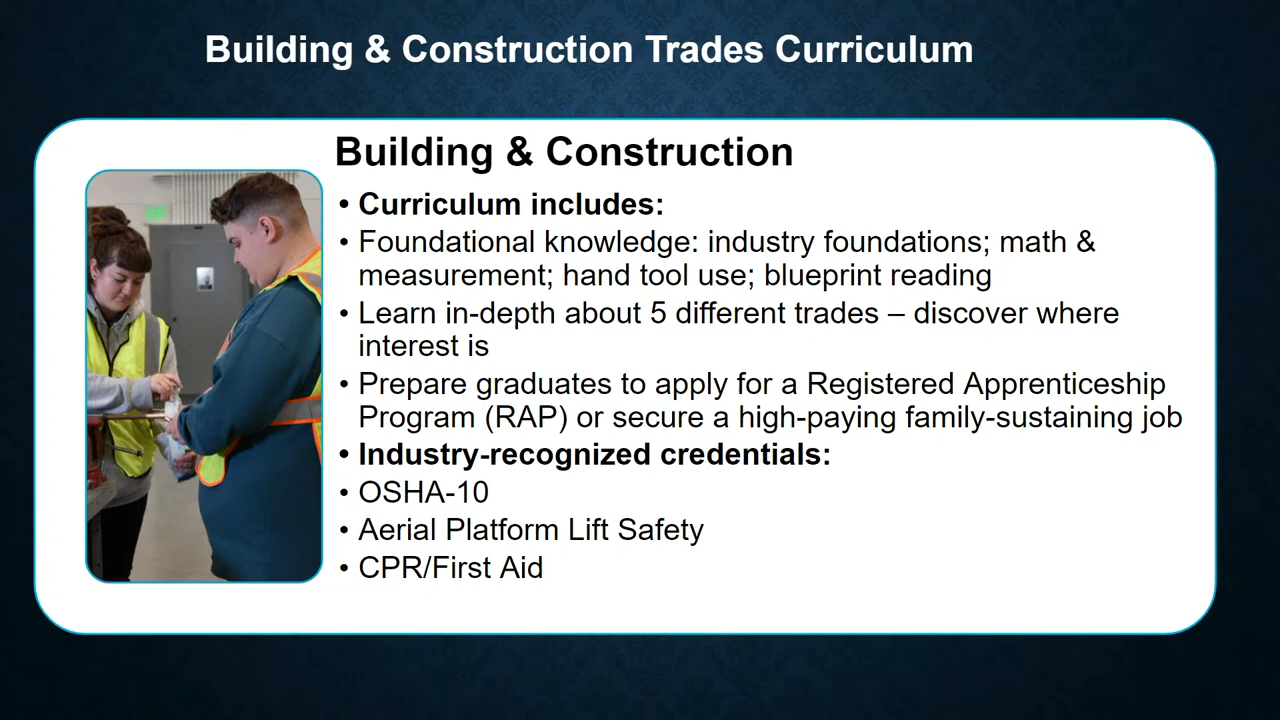 Building & Construction Trades Curriculum
Building & Construction
• Curriculum includes:
• Foundational knowledge: industry foundations; math &
measurement; hand tool use; blueprint reading
• Learn in-depth about 5 different trades – discover where
interest is
• Prepare graduates to apply for a Registered Apprenticeship
Program (RAP) or secure a high-paying family-sustaining job
• Industry-recognized credentials:
• OSHA-10
• Aerial Platform Lift Safety
• CPR/First Aid